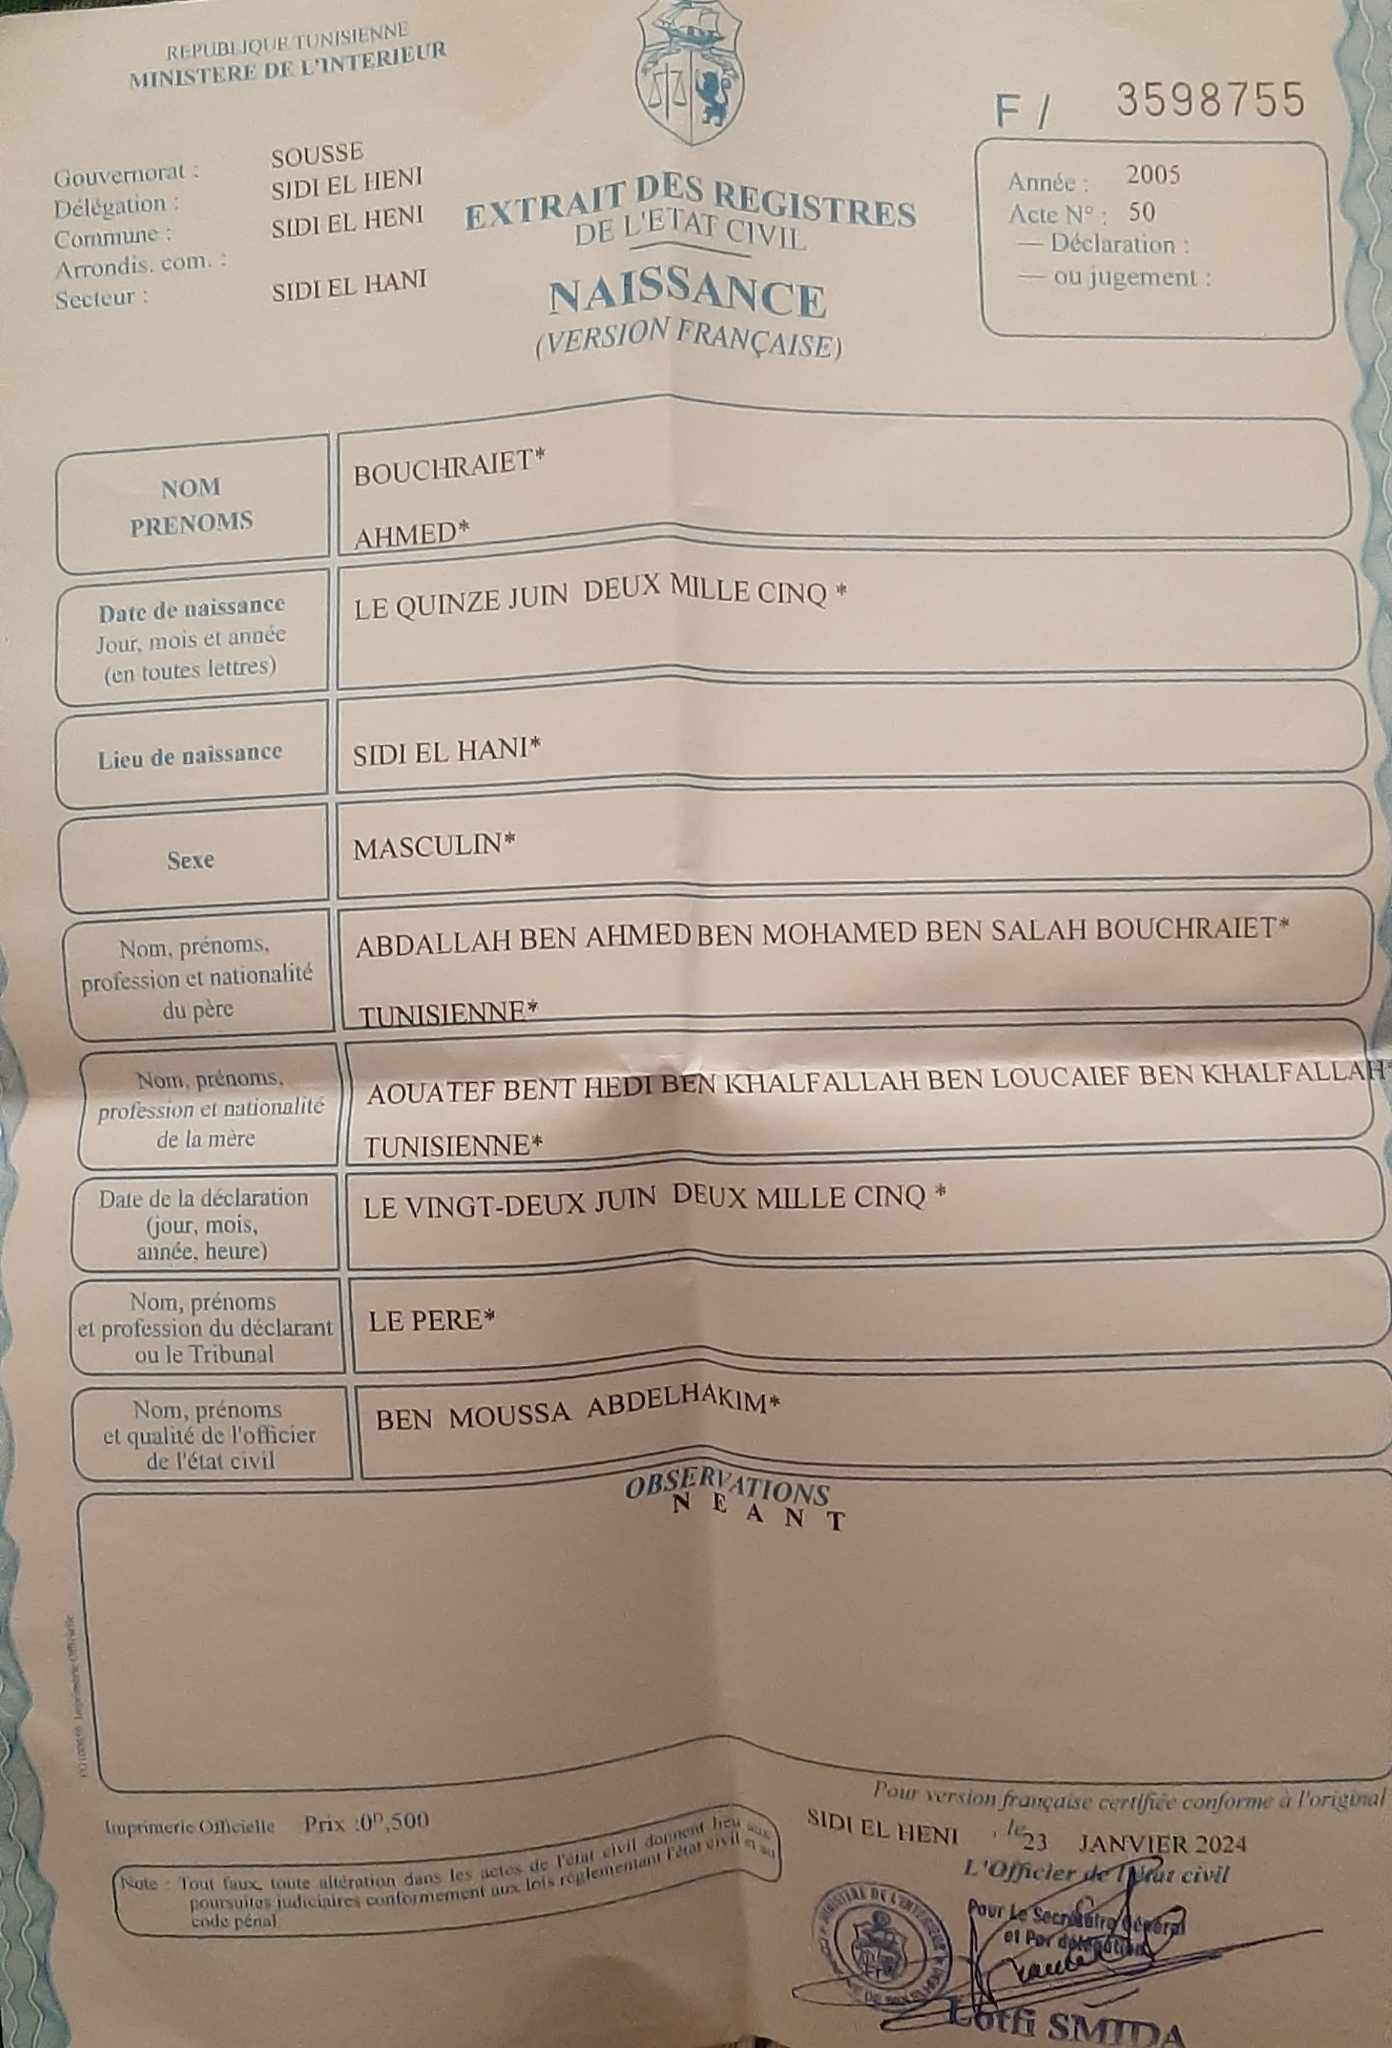 REPUBLIQUE TUNISIENNE
MINISTERE DE L'INTERIEUR
F / 3598755
Gouvernorat : SOUSSE
Délégation : SIDI EL HENI
Commune : SIDI EL HENI
Arrondis. com. :
Secteur : SIDI EL HANI
EXTRAIT DES REGISTRES
DE L'ETAT CIVIL
NAISSANCE
(VERSION FRANÇAISE)
Année : 2005
Acte N° : 50
— Déclaration :
— ou jugement :
NOM
PRENOMS
BOUCHRAIET*
AHMED*
Date de naissance
Jour, mois et année
(en toutes lettres)
LE QUINZE JUIN DEUX MILLE CINQ *
Lieu de naissance
SIDI EL HANI*
Sexe
MASCULIN*
Nom, prénoms,
profession et nationalité
du père
ABDALLAH BEN AHMED BEN MOHAMED BEN SALAH BOUCHRAIET*
TUNISIENNE*
Nom, prénoms,
profession et nationalité
de la mère
AOUATEF BENT HEDI BEN KHALFALLAH BEN LOUCAIEF BEN KHALFALLAH*
TUNISIENNE*
Date de la déclaration
(jour, mois,
année, heure)
LE VINGT-DEUX JUIN DEUX MILLE CINQ *
Nom, prénoms
et profession du déclarant
ou le Tribunal
LE PERE*
Nom, prénoms
et qualité de l'officier
de l'état civil
BEN MOUSSA ABDELHAKIM*
OBSERVATIONS
N E A N T
Imprimerie Officielle
Imprimerie Officielle Prix :0ᴰ,500
Note : Tout faux, toute altération dans les actes de l'état civil donnent lieu aux
poursuites judiciaires conformement aux lois réglementant l'état civil et au
code pénal
Pour version française certifiée conforme à l'original
SIDI EL HENI , le 23 JANVIER 2024
L'Officier de l'état civil
Pour Le Secrétaire Général
et Par délégation
MINISTERE DE L'INTERIEUR
Lotfi SMIDA